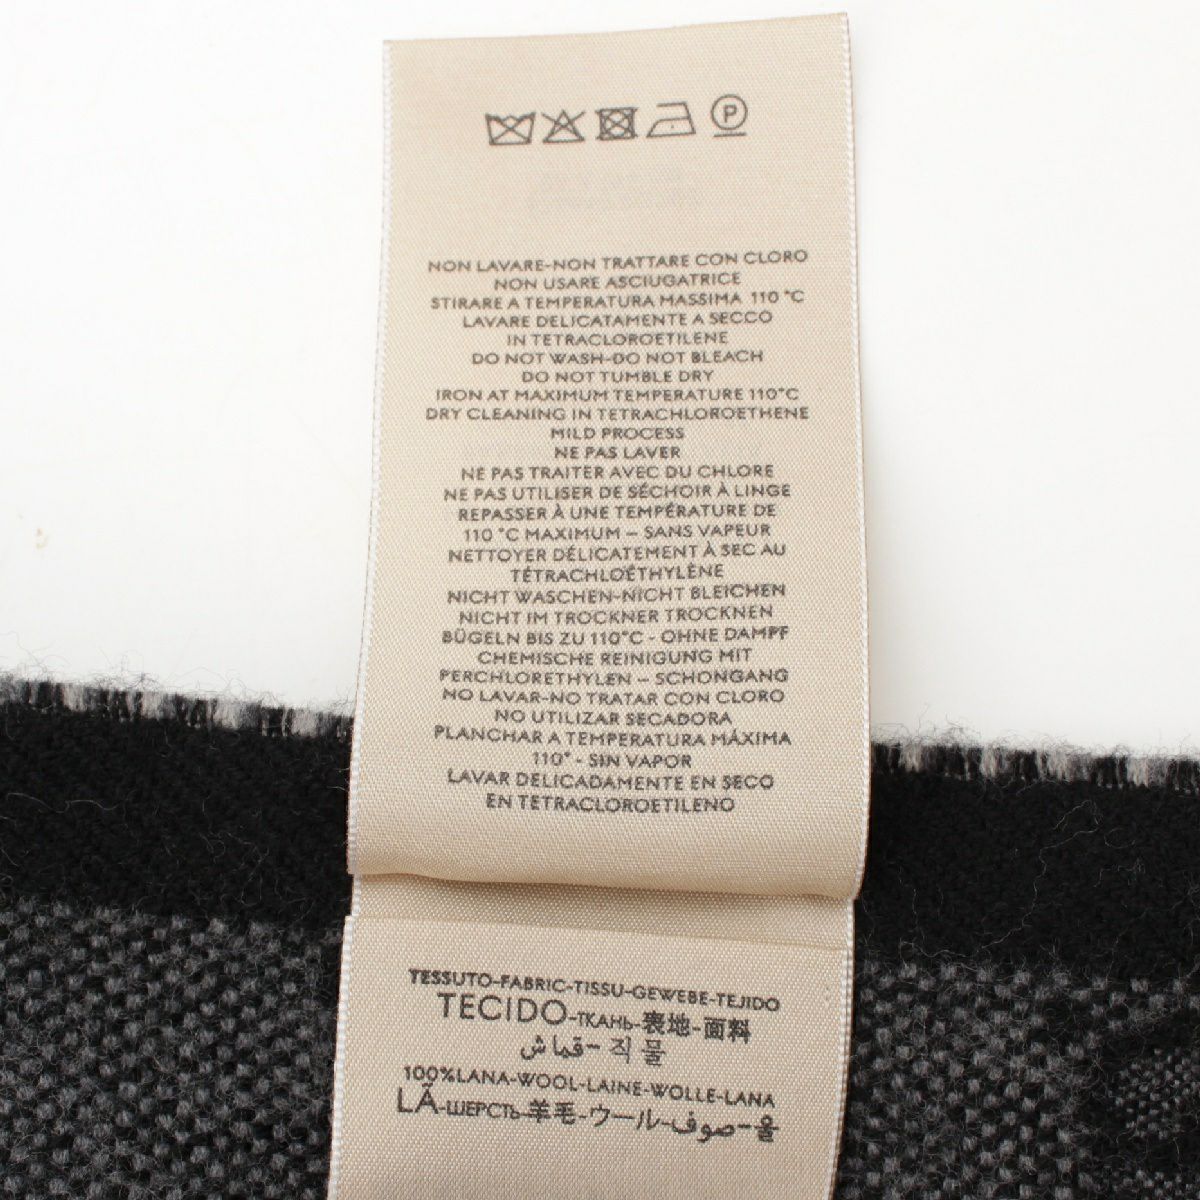 P
NON LAVARE-NON TRATTARE CON CLORO
NON USARE ASCIUGATRICE
STIRARE A TEMPERATURA MASSIMA 110 °C
LAVARE DELICATAMENTE A SECCO
IN TETRACLOROETILENE
DO NOT WASH-DO NOT BLEACH
DO NOT TUMBLE DRY
IRON AT MAXIMUM TEMPERATURE 110°C
DRY CLEANING IN TETRACHLOROETHENE
MILD PROCESS
NE PAS LAVER
NE PAS TRAITER AVEC DU CHLORE
NE PAS UTILISER DE SÉCHOIR À LINGE
REPASSER À UNE TEMPÉRATURE DE
110 °C MAXIMUM – SANS VAPEUR
NETTOYER DÉLICATEMENT À SEC AU
TÉTRACHLOÉTHYLÈNE
NICHT WASCHEN-NICHT BLEICHEN
NICHT IM TROCKNER TROCKNEN
BÜGELN BIS ZU 110°C - OHNE DAMPF
CHEMISCHE REINIGUNG MIT
PERCHLORETHYLEN – SCHONGANG
NO LAVAR-NO TRATAR CON CLORO
NO UTILIZAR SECADORA
PLANCHAR A TEMPERATURA MÁXIMA
110° - SIN VAPOR
LAVAR DELICADAMENTE EN SECO
EN TETRACLOROETILENO
TESSUTO-FABRIC-TISSU-GEWEBE-TEJIDO
TECIDO-ТКАНЬ-表地-面料
قماش-직물
100%LANA-WOOL-LAINE-WOLLE-LANA
LÃ-ШЕРСТЬ-羊毛-ウール-صوف-울